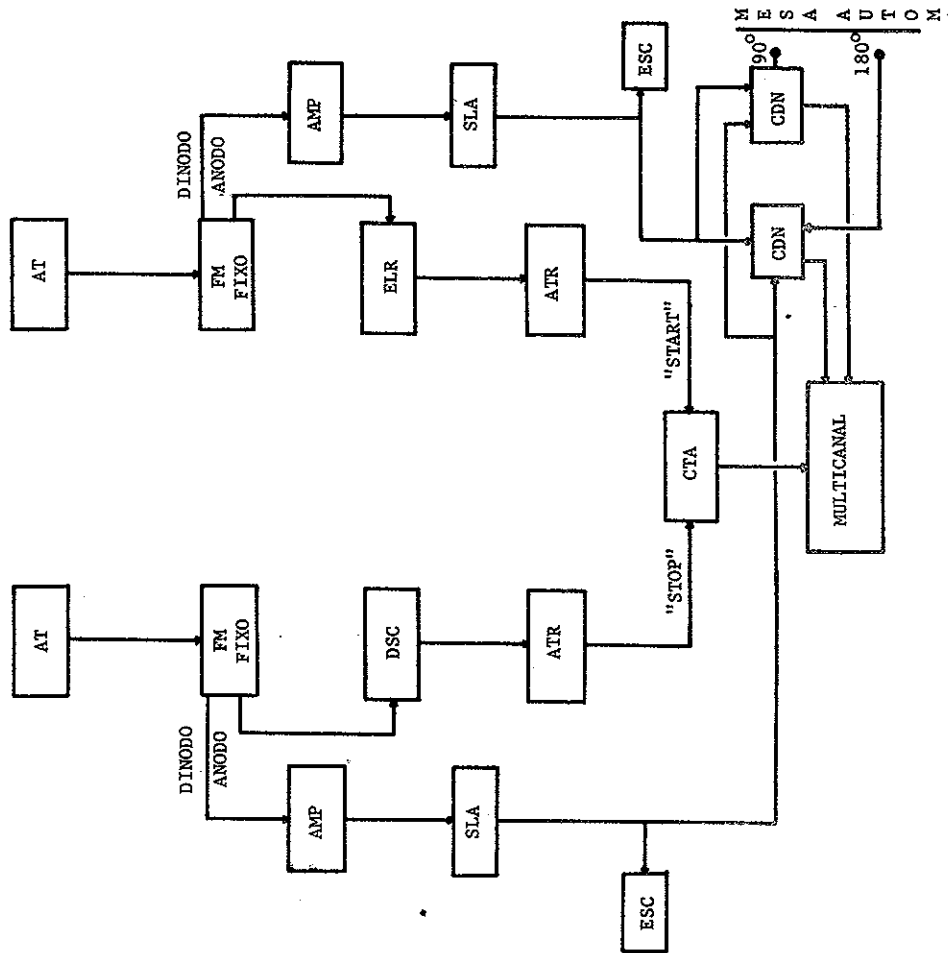 AT
AT
FM
FIXO
FM
FIXO
DINODO
ANODO
DINODO
ANODO
AMP
DSC
ELR
AMP
SLA
ATR
ATR
SLA
ESC
"STOP"
"START"
ESC
CTA
CDN
CDN
90°
180°
MULTICANAL
MESA AUTOM